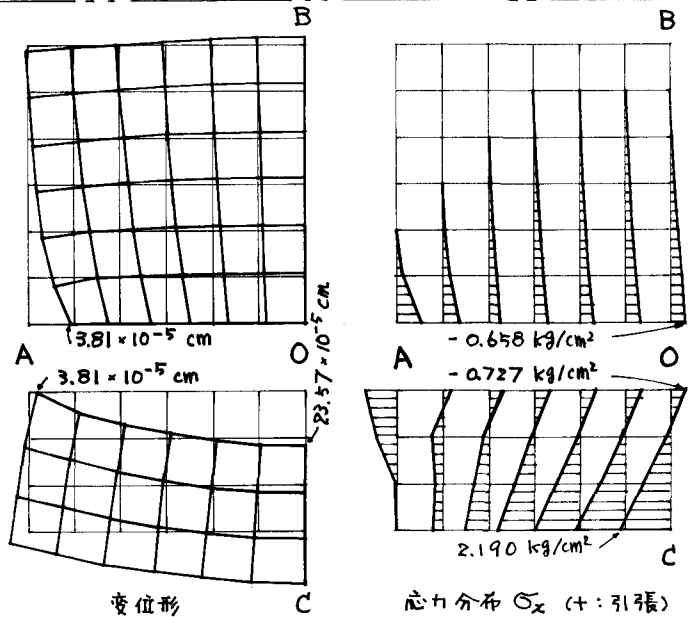 B
B
3.81×10⁻⁵ cm
A
O
23.57×10⁻⁵ cm
3.81×10⁻⁵ cm
C
変位形
-0.658 kg/cm²
A
O
-0.727 kg/cm²
2.190 kg/cm²
C
応力分布 σx (+:引張)